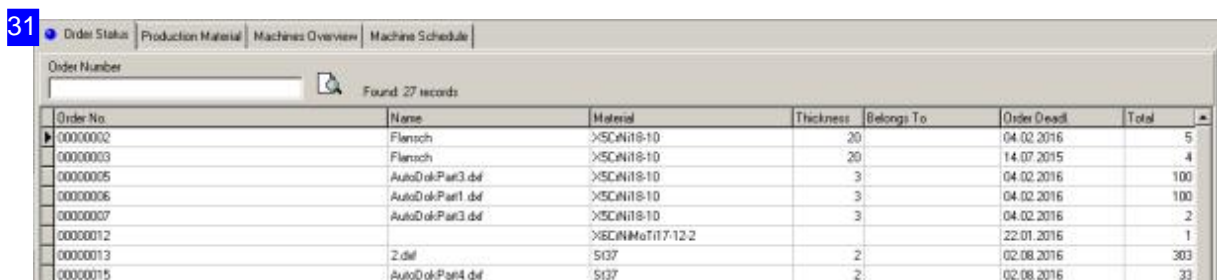 31
Order Status Production Material Machines Overview Machine Schedule
Order Number
Found: 27 records
Order No. Name Material Thickness Belongs To Order Deadl. Total
00000002 Flansch X5CrNi18-10 20 04.02.2016 5
00000003 Flansch X5CrNi18-10 20 14.07.2015 4
00000005 AutoDokPart3.dxf X5CrNi18-10 3 04.02.2016 100
00000006 AutoDokPart1.dxf X5CrNi18-10 3 04.02.2016 100
00000007 AutoDokPart3.dxf X5CrNi18-10 3 04.02.2016 2
00000012 X6CrNiMoTi17-12-2 22.01.2016 1
00000013 2.dxf St37 2 02.08.2016 303
00000015 AutoDokPart4.dxf St37 2 02.08.2016 33